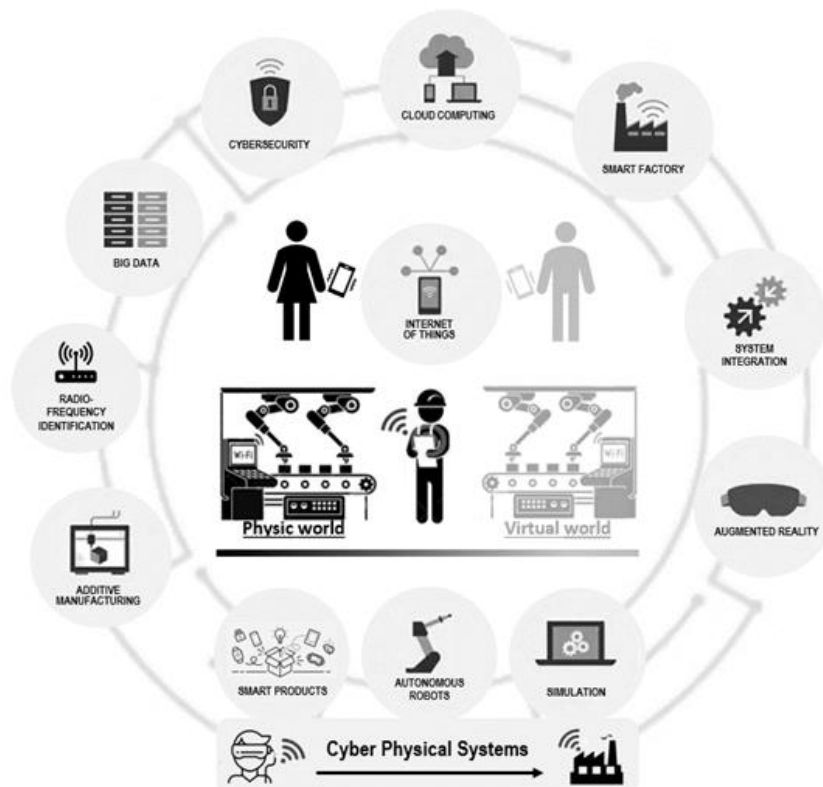 CLOUD COMPUTING
CYBERSECURITY
SMART FACTORY
BIG DATA
INTERNET
OF THINGS
SYSTEM
INTEGRATION
RADIO-
FREQUENCY
IDENTIFICATION
Wi-Fi
Wi-Fi
Physic world
Virtual world
AUGMENTED REALITY
ADDITIVE
MANUFACTURING
SMART PRODUCTS
AUTONOMOUS
ROBOTS
SIMULATION
Cyber Physical Systems